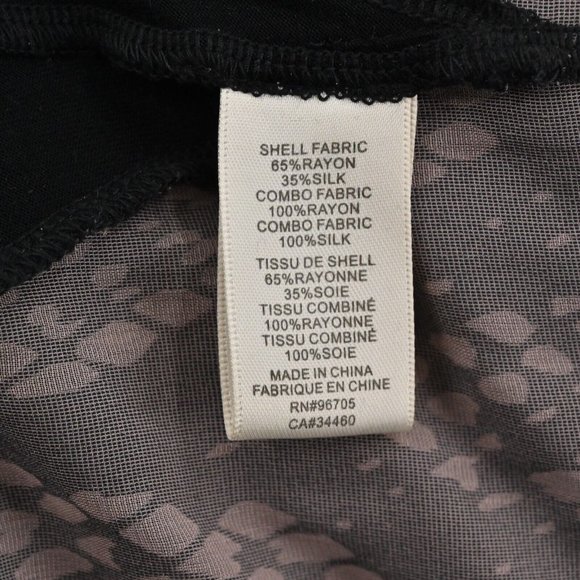 SHELL FABRIC
65%RAYON
35%SILK
COMBO FABRIC
100%RAYON
COMBO FABRIC
100%SILK
TISSU DE SHELL
65%RAYONNE
35%SOIE
TISSU COMBINÉ
100%RAYONNE
TISSU COMBINÉ
100%SOIE
MADE IN CHINA
FABRIQUE EN CHINE
RN#96705
CA#34460